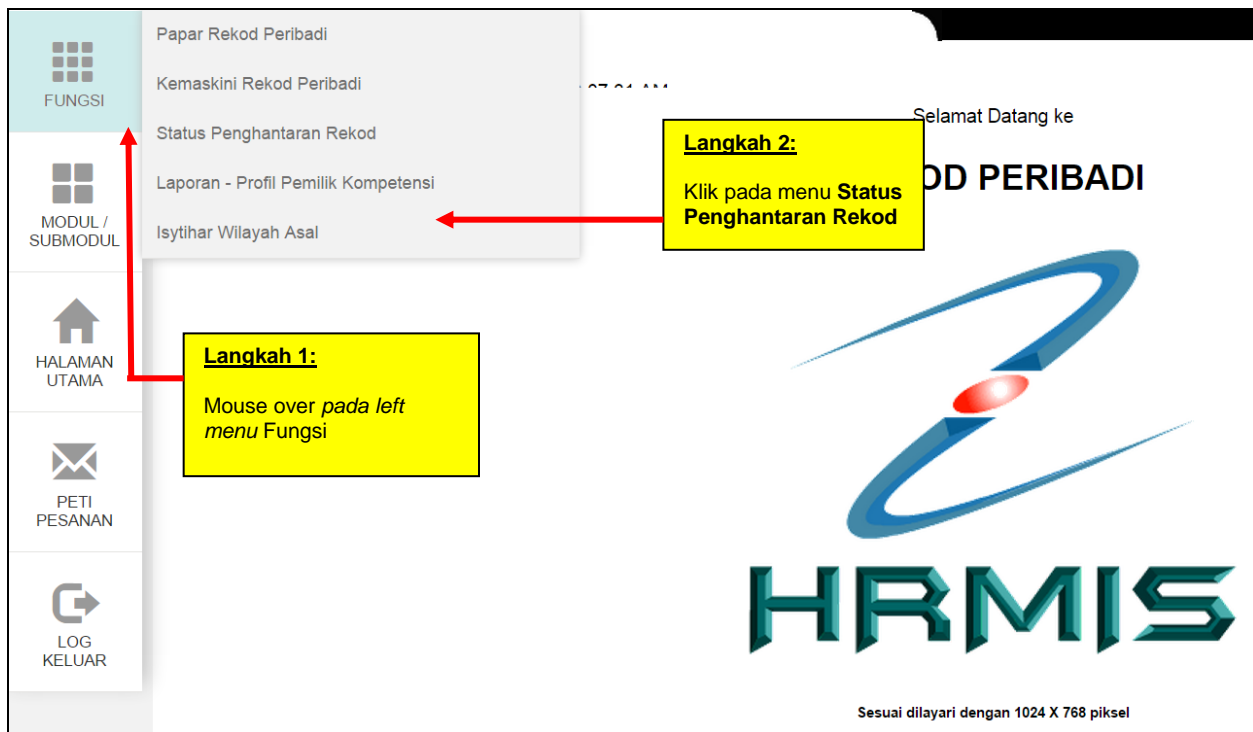 FUNGSI
MODUL /
SUBMODUL
HALAMAN
UTAMA
PETI
PESANAN
LOG
KELUAR
Papar Rekod Peribadi
Kemaskini Rekod Peribadi
Status Penghantaran Rekod
Laporan - Profil Pemilik Kompetensi
Isytihar Wilayah Asal
Langkah 1:
Mouse over pada left
menu Fungsi
Langkah 2:
Klik pada menu Status
Penghantaran Rekod
AM
Selamat Datang ke
OD PERIBADI
HRMIS
Sesuai dilayari dengan 1024 X 768 piksel